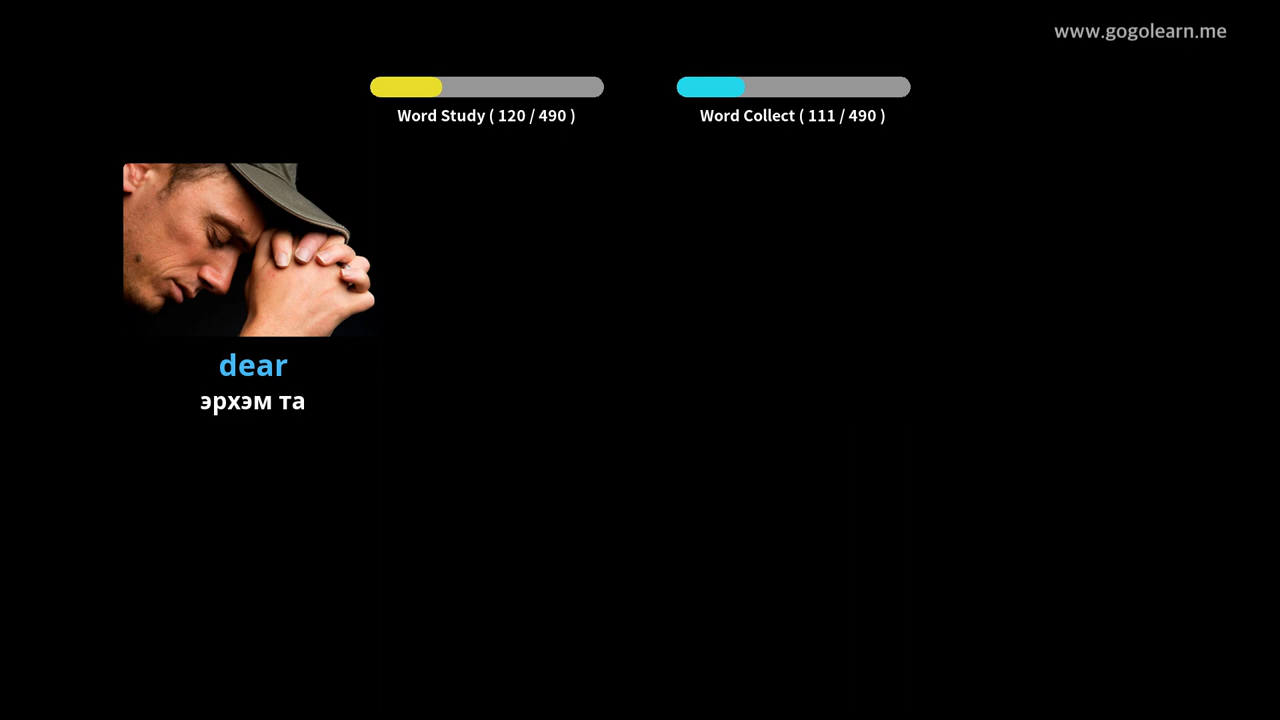 www.gogolearn.me
Word Study ( 120 / 490 )
Word Collect ( 111 / 490 )
dear
эрхэм та